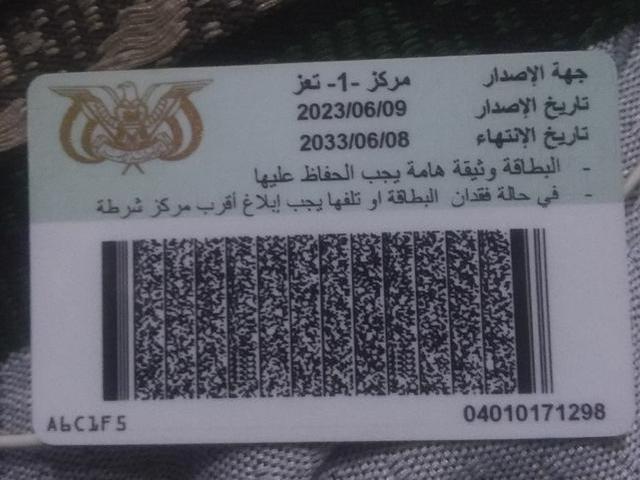 جهة الإصدار مركز -1- تعز
تاريخ الإصدار 2023/06/09
تاريخ الإنتهاء 2033/06/08
- البطاقة وثيقة هامة يجب الحفاظ عليها
- في حالة فقدان البطاقة او تلفها يجب إبلاغ أقرب مركز شرطة
04010171298
A6C1F5